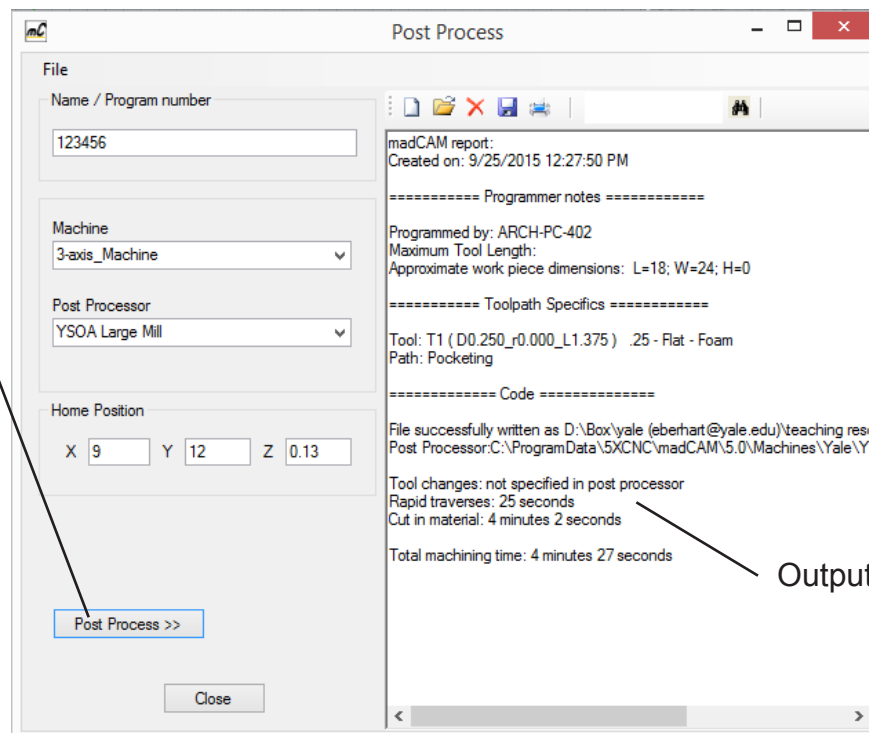 mC
Post Process
File
Name / Program number
123456
Machine
3-axis_Machine
Post Processor
YSOA Large Mill
Home Position
X 9 Y 12 Z 0.13
Post Process >>
Close
madCAM report:
Created on: 9/25/2015 12:27:50 PM
=========== Programmer notes ============
Programmed by: ARCH-PC-402
Maximum Tool Length:
Approximate work piece dimensions: L=18; W=24; H=0
=========== Toolpath Specifics ============
Tool: T1 ( D0.250_r0.000_L1.375 ) .25 - Flat - Foam
Path: Pocketing
============= Code ==============
File successfully written as D:\Box\yale (eberhart@yale.edu)\teaching res
Post Processor:C:\ProgramData\5XCNC\madCAM\5.0\Machines\Yale\Y
Tool changes: not specified in post processor
Rapid traverses: 25 seconds
Cut in material: 4 minutes 2 seconds
Total machining time: 4 minutes 27 seconds
Output